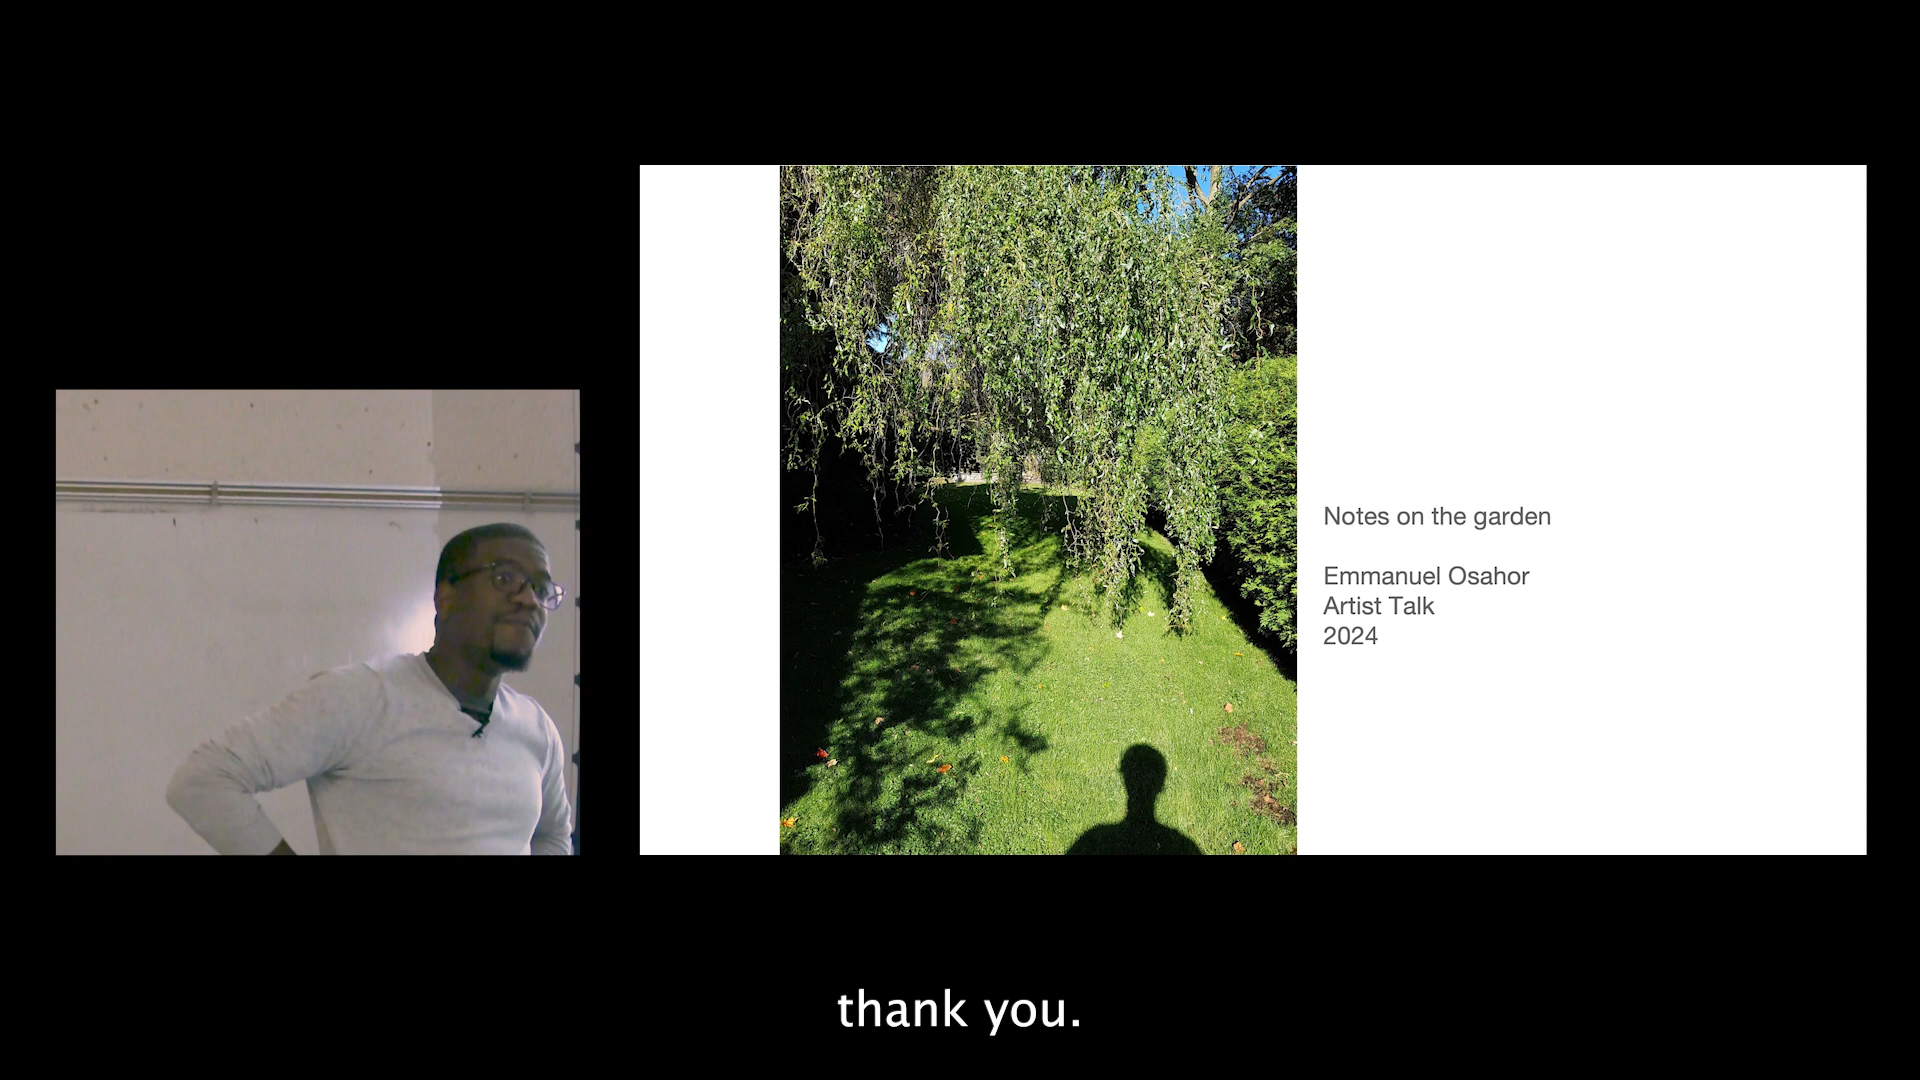 Notes on the garden
Emmanuel Osahor
Artist Talk
2024
thank you.